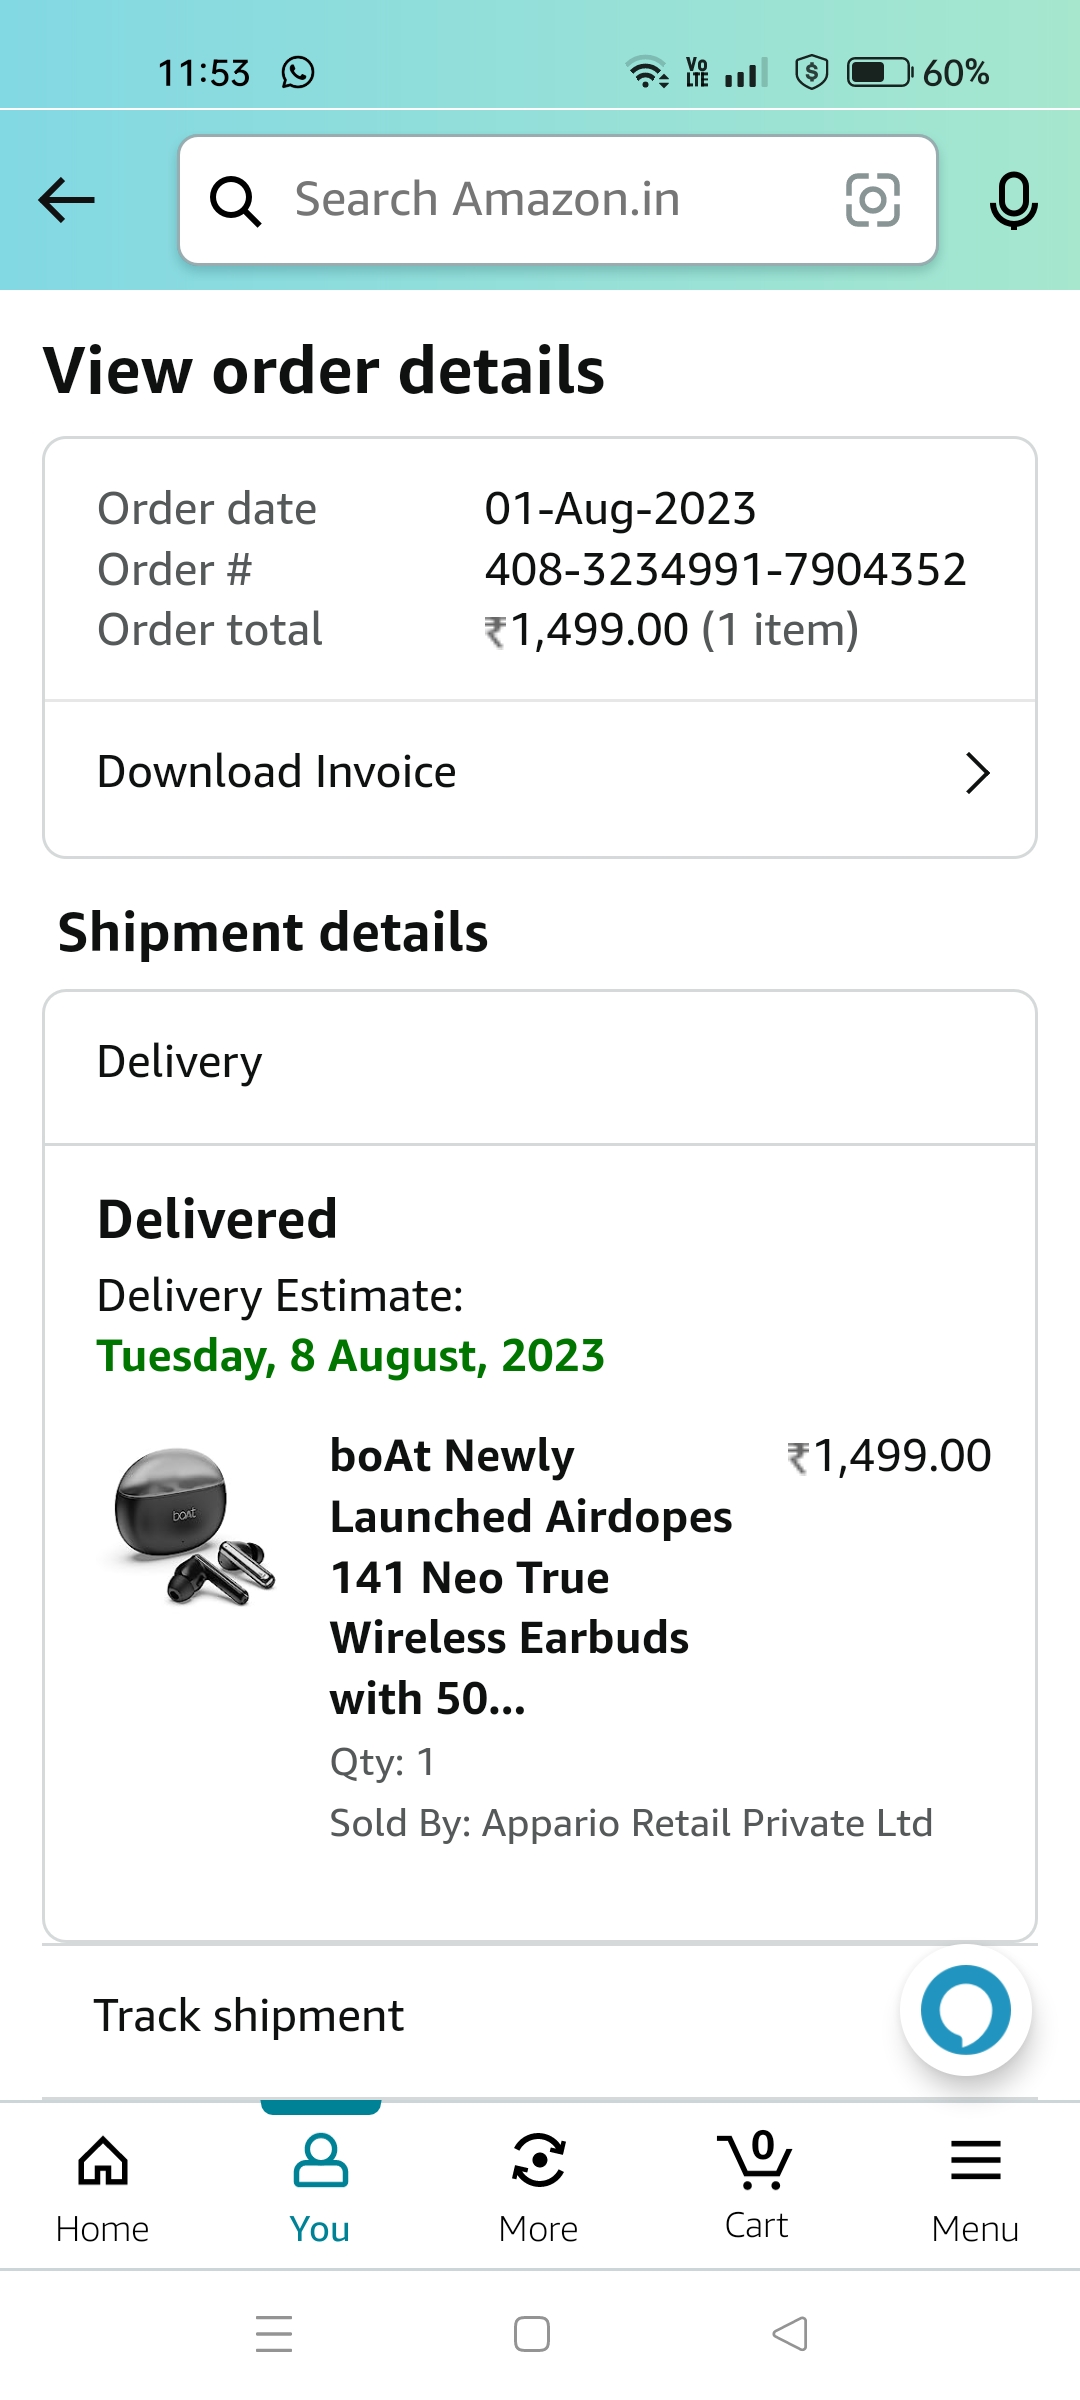 11:53 Vo LTE 60%
Search Amazon.in
View order details
Order date 01-Aug-2023
Order # 408-3234991-7904352
Order total ₹1,499.00 (1 item)
Download Invoice
Shipment details
Delivery
Delivered
Delivery Estimate:
Tuesday, 8 August, 2023
boAt
boAt Newly ₹1,499.00
Launched Airdopes
141 Neo True
Wireless Earbuds
with 50...
Qty: 1
Sold By: Appario Retail Private Ltd
Track shipment
0
Home You More Cart Menu